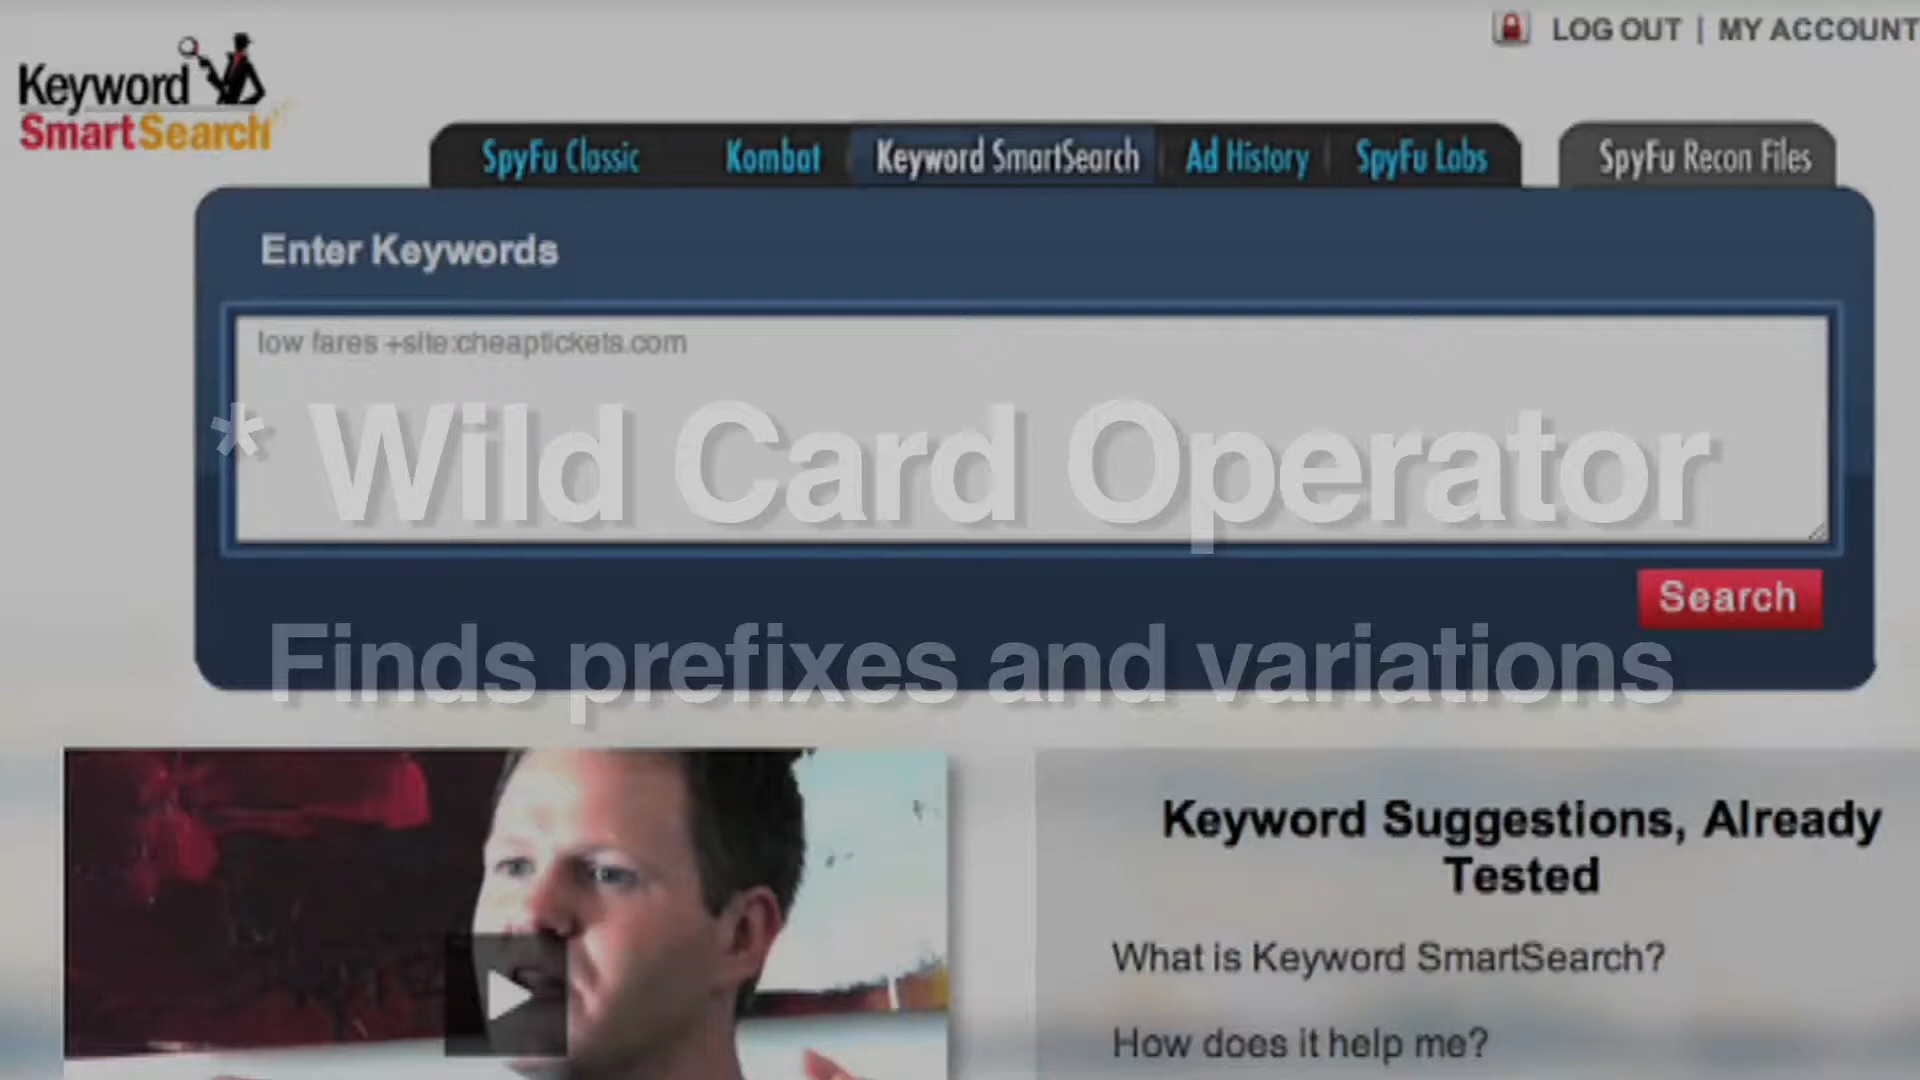 LOG OUT | MY ACCOUNT
Keyword
SmartSearch
SpyFu Classic Kombat Keyword SmartSearch Ad History SpyFu Labs SpyFu Recon Files
Enter Keywords
low fares +site:cheaptickets.com
* Wild Card Operator
Search
Finds prefixes and variations
Keyword Suggestions, Already
Tested
What is Keyword SmartSearch?
How does it help me?